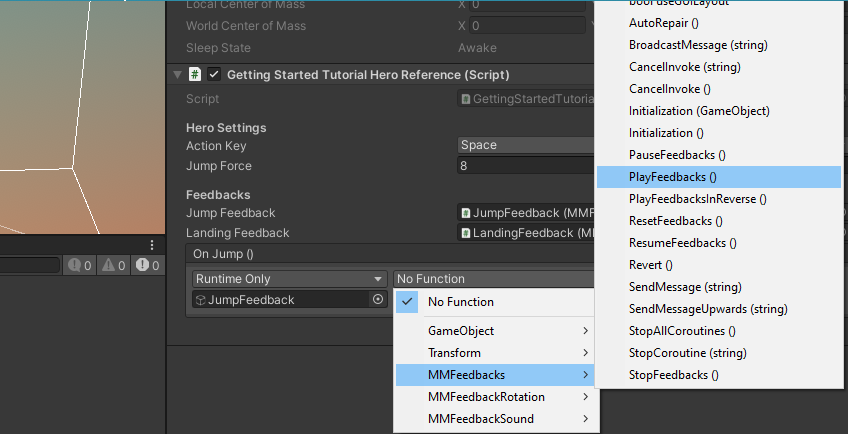 Local Center of Mass X 0
World Center of Mass X 0
Sleep State Awake
Getting Started Tutorial Hero Reference (Script)
Script GettingStartedTutoria
Hero Settings
Action Key Space
Jump Force 8
Feedbacks
Jump Feedback JumpFeedback (MMF
Landing Feedback LandingFeedback (MM
On Jump ()
Runtime Only No Function
JumpFeedback
0 0 0
No Function
GameObject
Transform
MMFeedbacks
MMFeedbackRotation
MMFeedbackSound
bool useGUILayout
AutoRepair ()
BroadcastMessage (string)
CancelInvoke (string)
CancelInvoke ()
Initialization (GameObject)
Initialization ()
PauseFeedbacks ()
PlayFeedbacks ()
PlayFeedbacksInReverse ()
ResetFeedbacks ()
ResumeFeedbacks ()
Revert ()
SendMessage (string)
SendMessageUpwards (string)
StopAllCoroutines ()
StopCoroutine (string)
StopFeedbacks ()